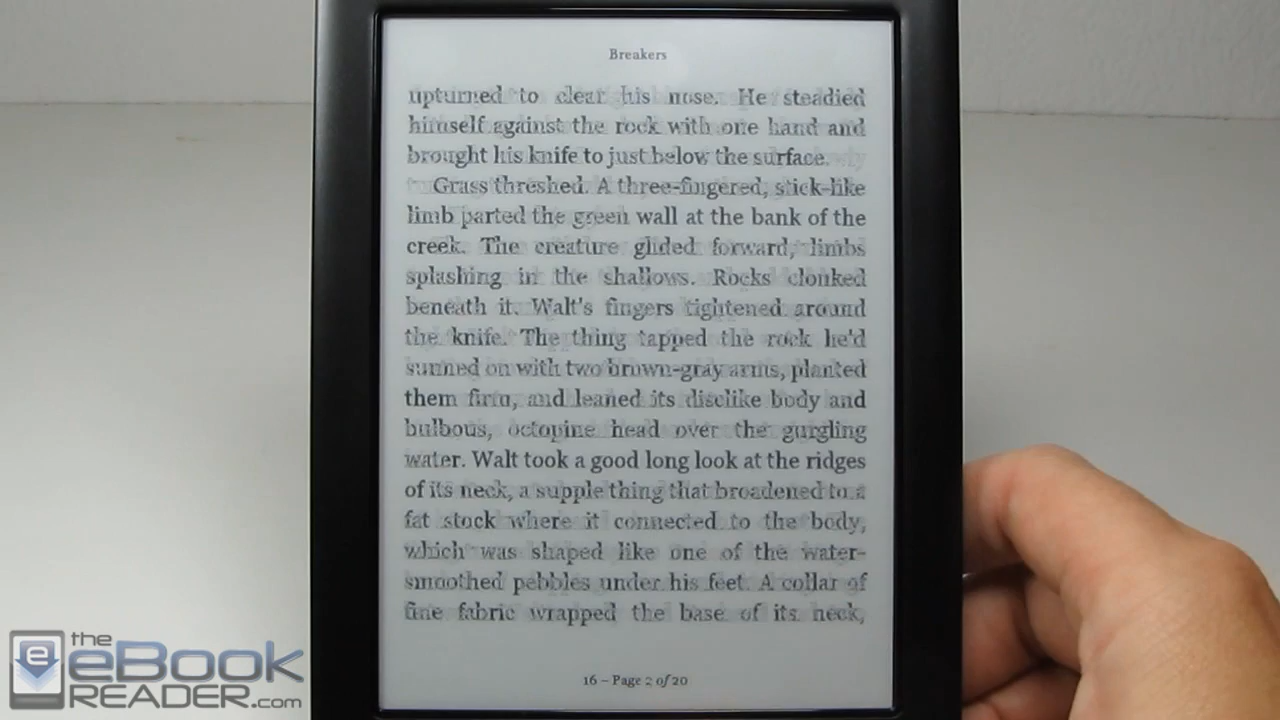 Breakers
upturned to clear his nose. He steadied
himself against the rock with one hand and
brought his knife to just below the surface.
Grass threshed. A three-fingered, stick-like
limb parted the green wall at the bank of the
creek. The creature glided forward, limbs
splashing in the shallows. Rocks clonked
beneath it. Walt's fingers tightened around
the knife. The thing tapped the rock he'd
sunned on with two brown-gray arms, planted
them firm, and leaned its disclike body and
bulbous, octopine head over the gurgling
water. Walt took a good long look at the ridges
of its neck, a supple thing that broadened to a
fat stock where it connected to the body,
which was shaped like one of the water-
smoothed pebbles under his feet. A collar of
fine fabric wrapped the base of its neck,
16 – Page 2 of 20
the
eBook
READER.com